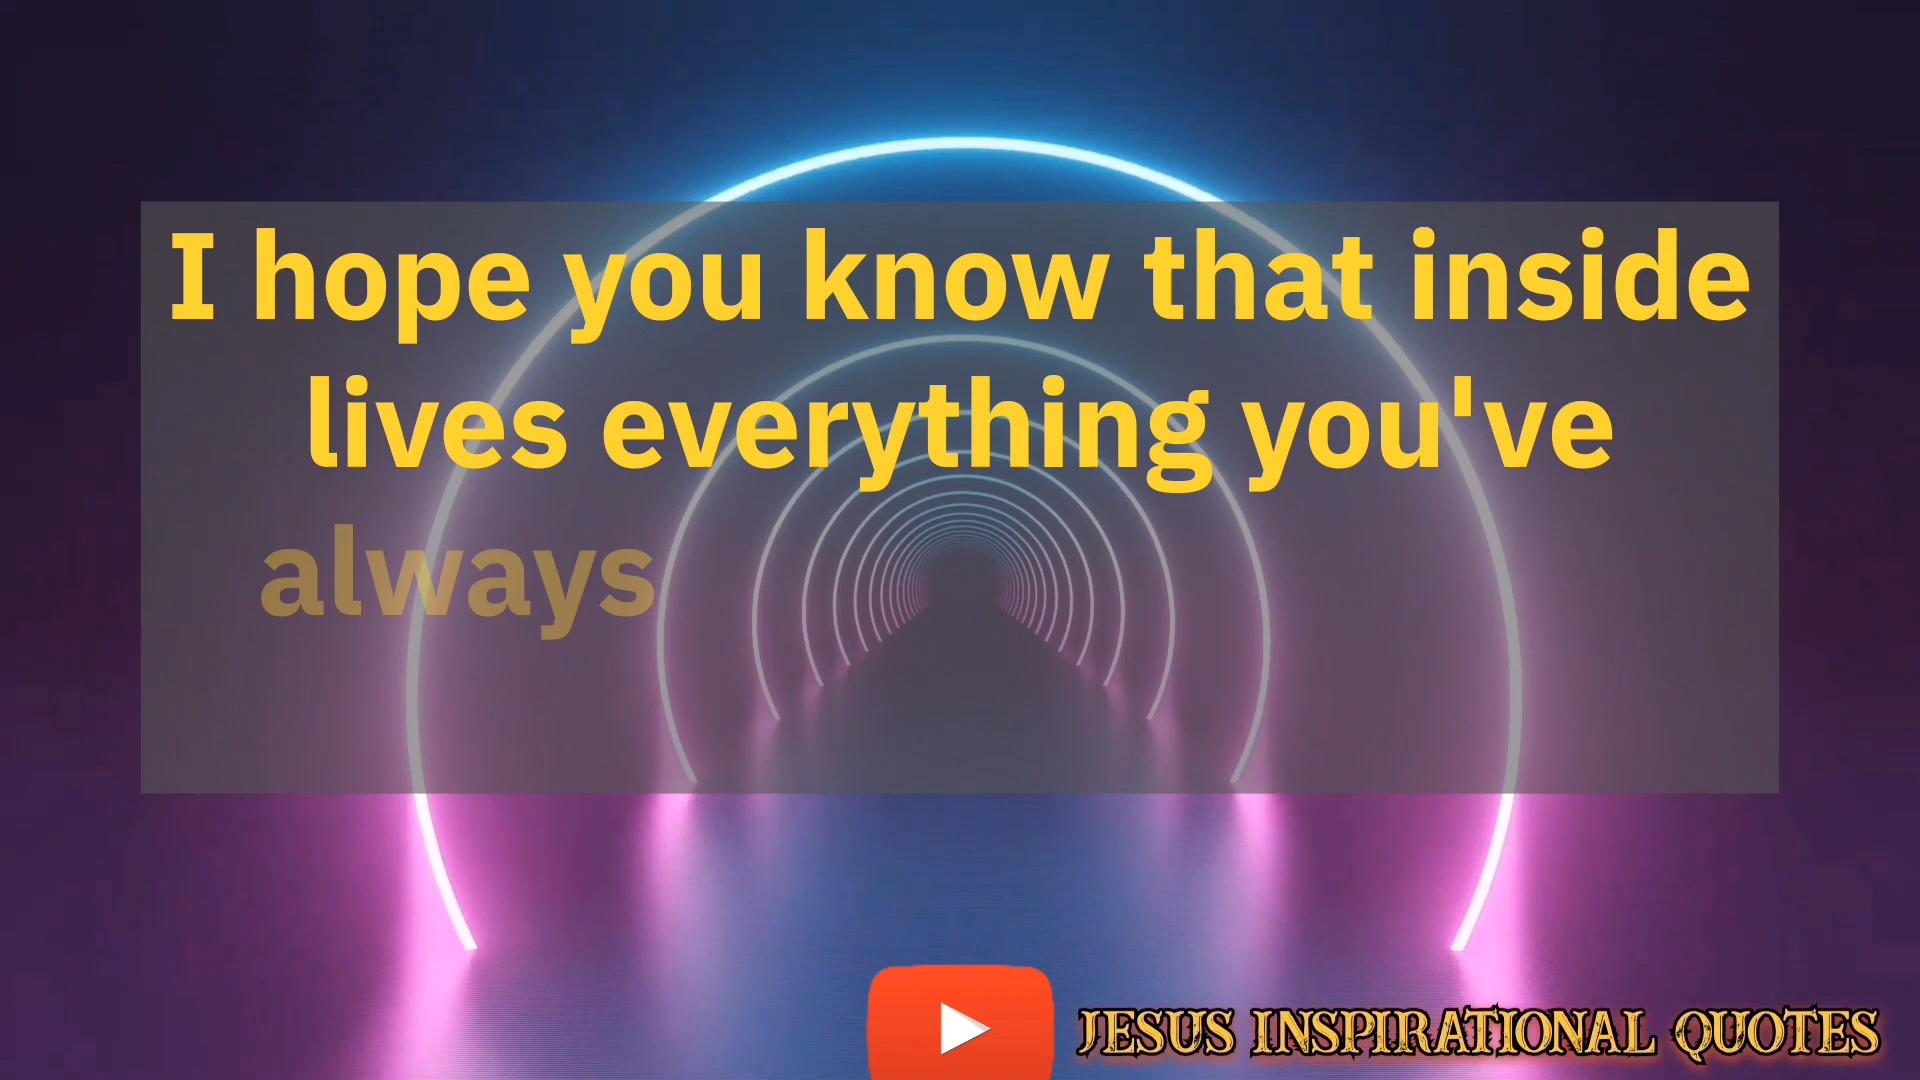 I hope you know that inside
lives everything you've
always
JESUS INSPIRATIONAL QUOTES